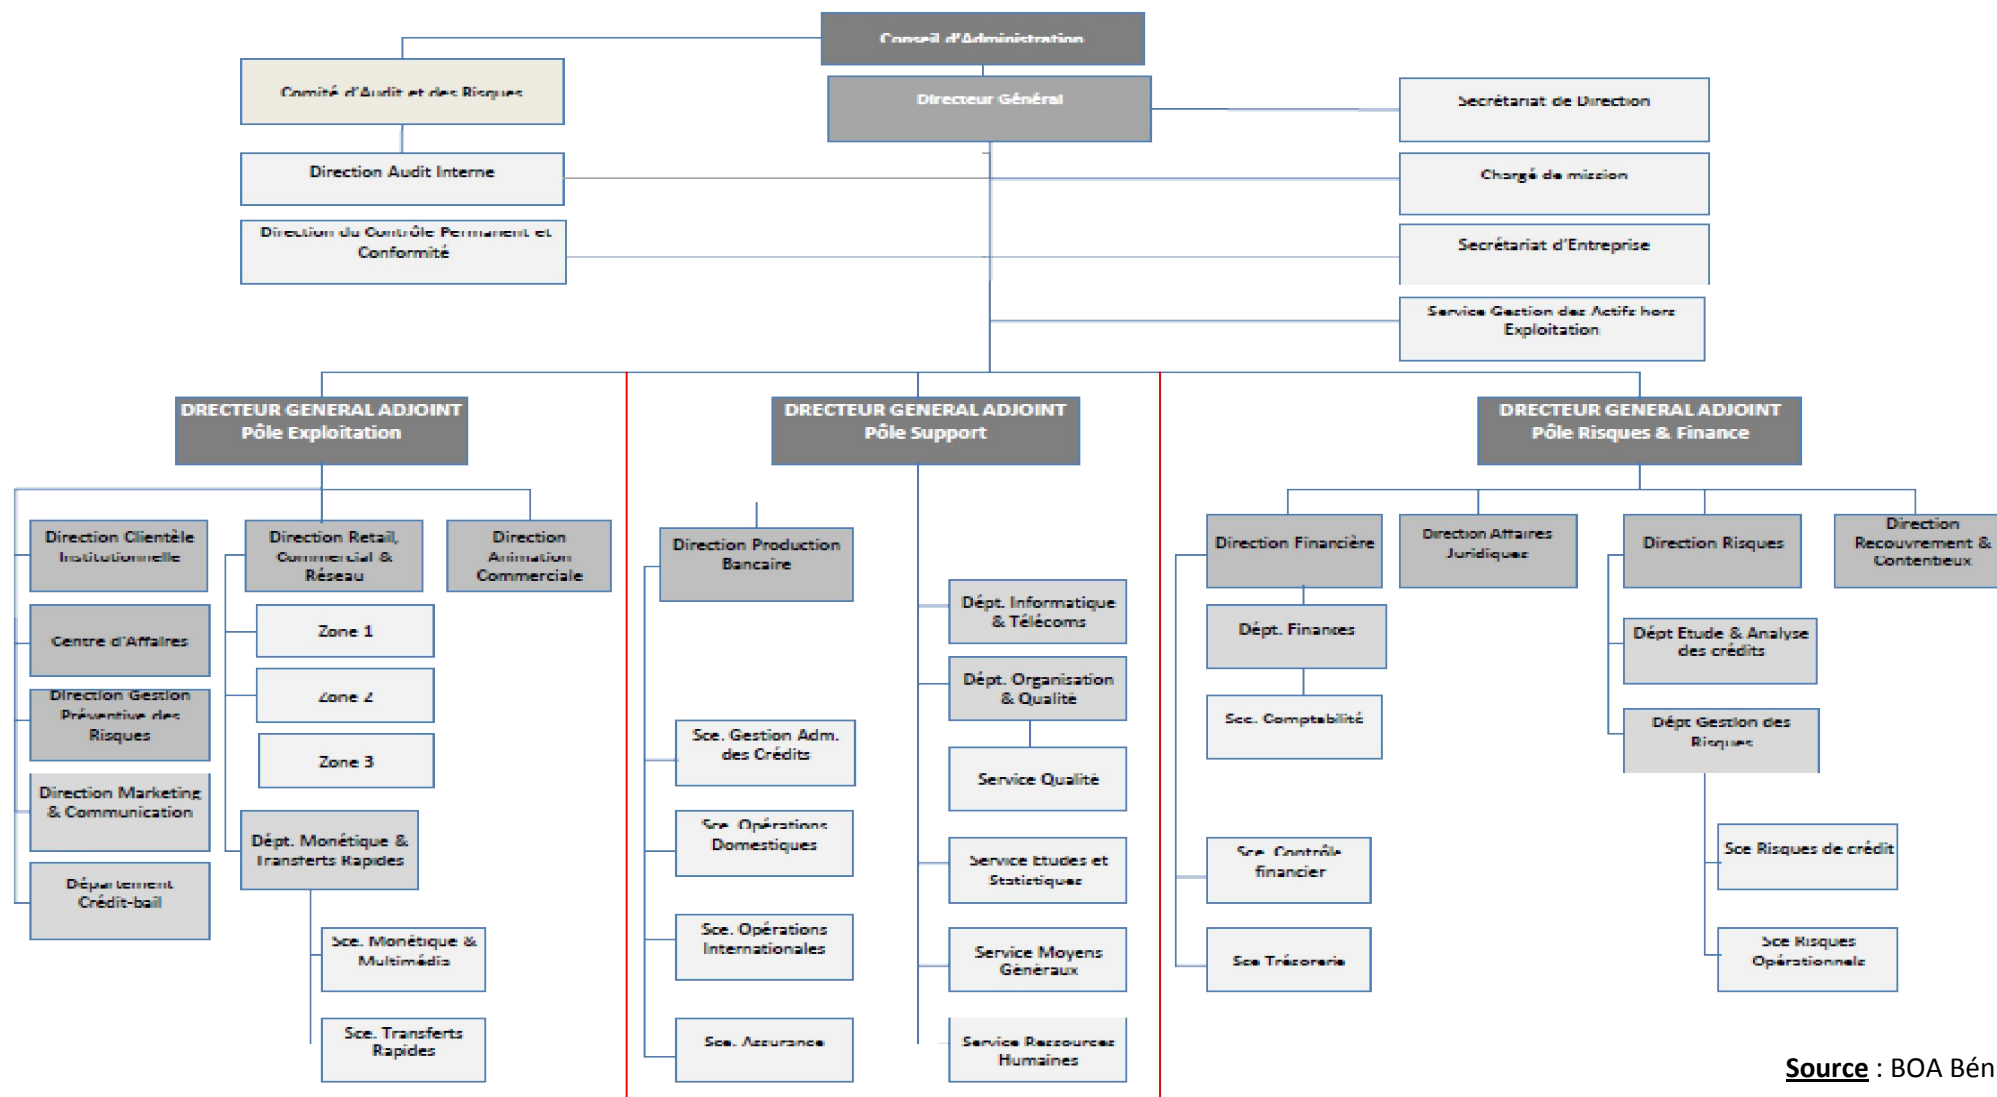 Conseil d'Administration
Comité d'Audit et des Risques
Directeur Général
Secrétariat de Direction
Direction Audit Interne
Chargé de mission
Direction du Contrôle Permanent et
Conformité
Secrétariat d'Entreprise
Service Gestion des Actifs hors
Exploitation
DRECTEUR GENERAL ADJOINT
Pôle Exploitation
DRECTEUR GENERAL ADJOINT
Pôle Support
DRECTEUR GENERAL ADJOINT
Pôle Risques & Finance
Direction Clientèle
Institutionnelle
Centre d'Affaires
Direction Gestion
Préventive des
Risques
Direction Marketing
& Communication
Département
Crédit-bail
Direction Retail,
Commercial &
Réseau
Zone 1
Zone 2
Zone 3
Dépt. Monétique &
Transferts Rapides
Sce. Monétique &
Multimédia
Sce. Transferts
Rapides
Direction
Animation
Commerciale
Direction Production
Bancaire
Sce. Gestion Adm.
des Crédits
Sce. Opérations
Domestiques
Sce. Opérations
Internationales
Sce. Assurance
Dépt. Informatique
& Télécoms
Dépt. Organisation
& Qualité
Service Qualité
Service Etudes et
Statistiques
Service Moyens
Généraux
Service Ressources
Humaines
Direction Financière
Dépt. Finances
Sce. Comptabilité
Sce. Contrôle
financier
Sce Trésorerie
Direction Affaires
Juridiques
Direction Risques
Dépt Etude & Analyse
des crédits
Dépt Gestion des
Risques
Sce Risques de crédit
Sce Risques
Opérationnels
Direction
Recouvrement &
Contentieux
Source : BOA Bén